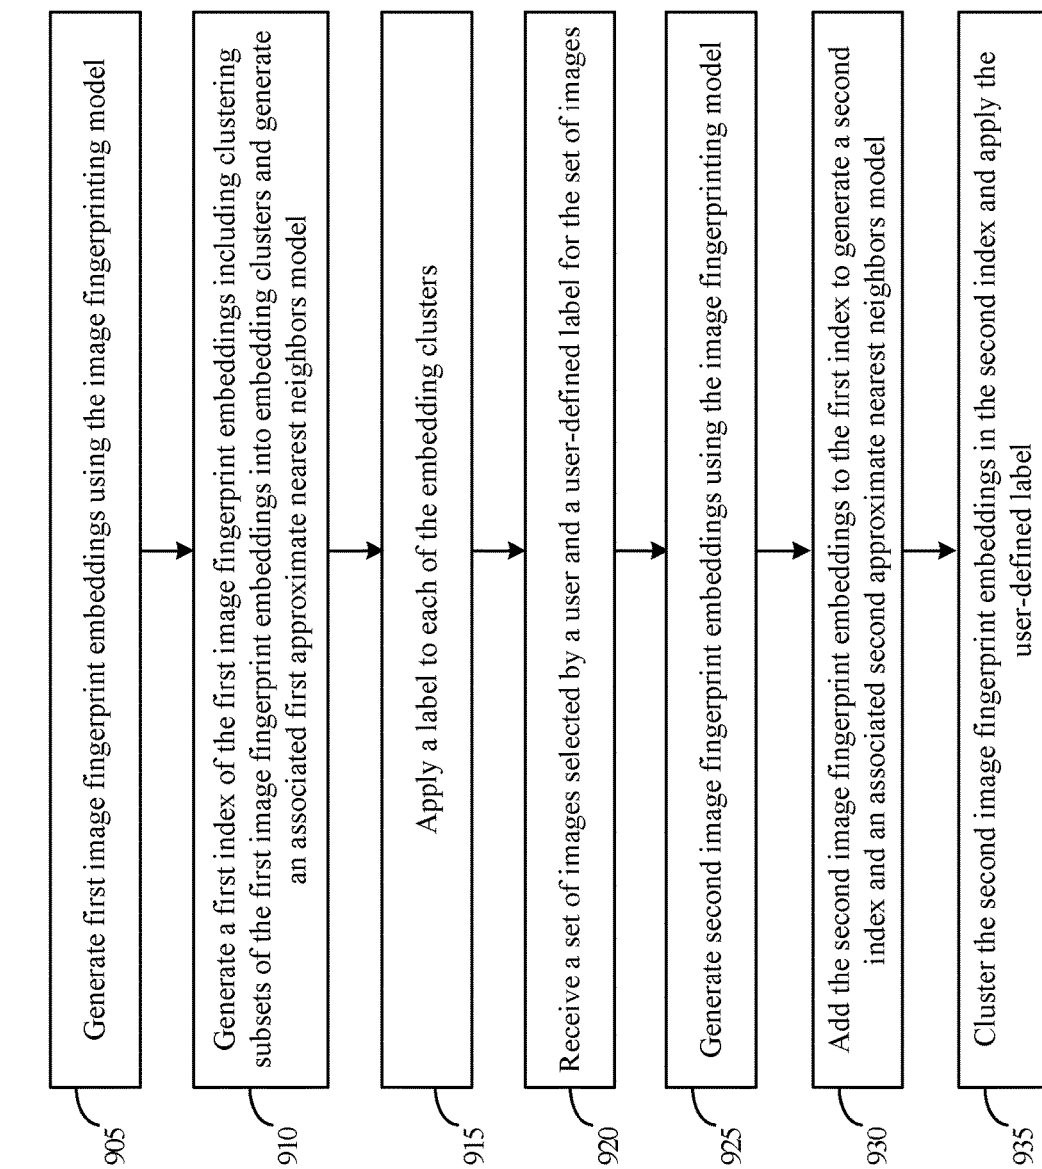 Generate first image fingerprint embeddings using the image fingerprinting model
905
Generate a first index of the first image fingerprint embeddings including clustering
subsets of the first image fingerprint embeddings into embedding clusters and generate
an associated first approximate nearest neighbors model
910
Apply a label to each of the embedding clusters
915
Receive a set of images selected by a user and a user-defined label for the set of images
920
Generate second image fingerprint embeddings using the image fingerprinting model
925
Add the second image fingerprint embeddings to the first index to generate a second
index and an associated second approximate nearest neighbors model
930
Cluster the second image fingerprint embeddings in the second index and apply the
user-defined label
935